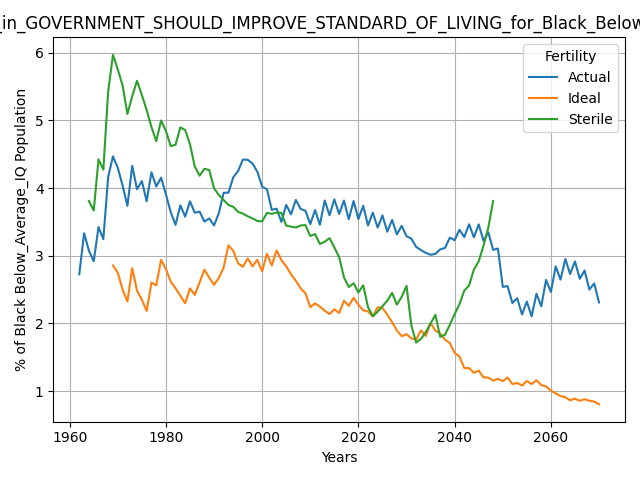 _in_GOVERNMENT_SHOULD_IMPROVE_STANDARD_OF_LIVING_for_Black_Below
% of Black Below_Average_IQ Population
6
5
4
3
2
1
Fertility
Actual
Ideal
Sterile
1960
1980
2000
2020
2040
2060
Years